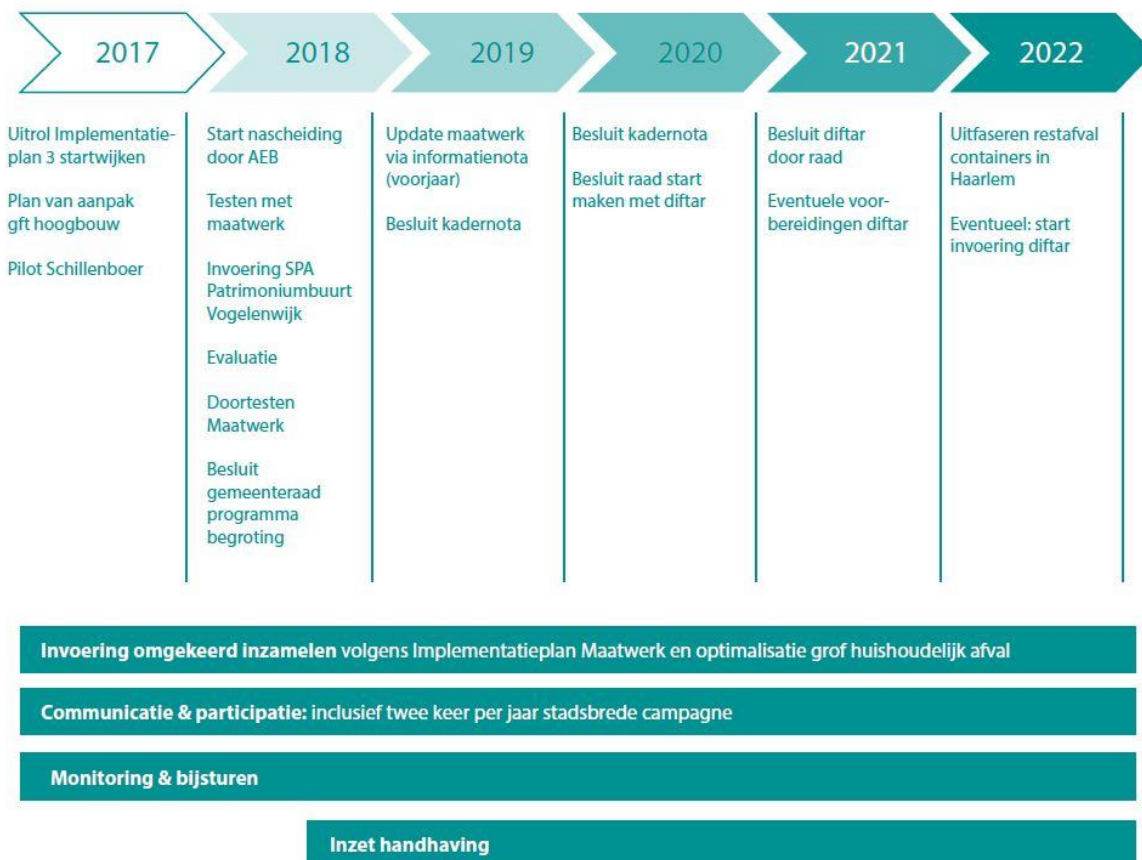 2017
2018
2019
2020
2021
2022
Uitrol Implementatie-
plan 3 startwijken
Plan van aanpak
gft hoogbouw
Pilot Schillenboer
Start nascheiding
door AEB
Testen met
maatwerk
Invoering SPA
Patrimoniumbuurt
Vogelenwijk
Evaluatie
Doortesten
Maatwerk
Besluit
gemeenteraad
programma
begroting
Update maatwerk
via informatienota
(voorjaar)
Besluit kadernota
Besluit kadernota
Besluit raad start
maken met diftar
Besluit diftar
door raad
Eventuele voor-
bereidingen diftar
Uitfaseren restafval
containers in
Haarlem
Eventueel: start
invoering diftar
Invoering omgekeerd inzamelen volgens Implementatieplan Maatwerk en optimalisatie grof huishoudelijk afval
Communicatie & participatie: inclusief twee keer per jaar stadsbrede campagne
Monitoring & bijsturen
Inzet handhaving